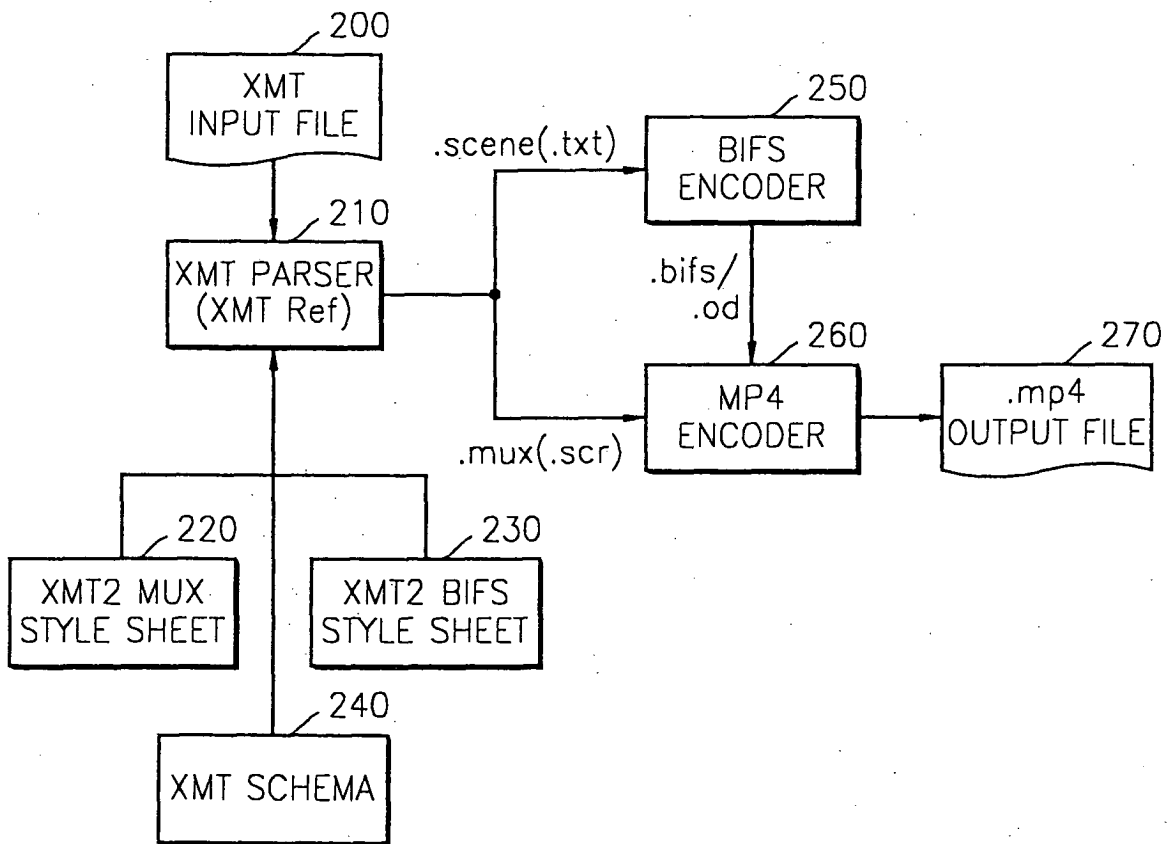 200
XMT
INPUT FILE
250
.scene(.txt)
BIFS
ENCODER
210
XMT PARSER
(XMT Ref)
.bifs/
.od
260
270
MP4
ENCODER
.mp4
OUTPUT FILE
.mux(.scr)
220
230
XMT2 MUX
STYLE SHEET
XMT2 BIFS
STYLE SHEET
240
XMT SCHEMA